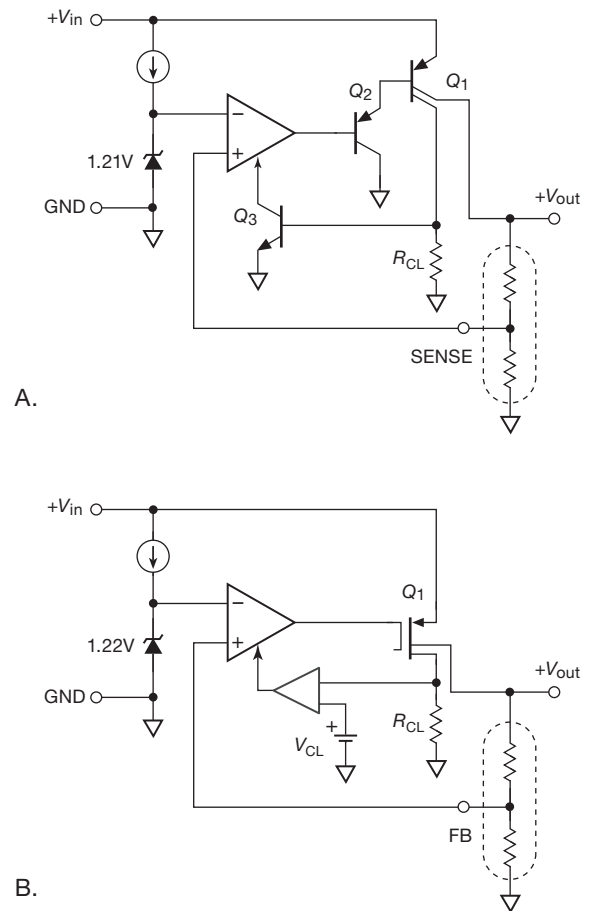 +Vin
Q1
Q2
−
+
1.21V
GND
Q3
+Vout
RCL
SENSE
A.
+Vin
Q1
−
+
1.22V
+Vout
GND
+
VCL
RCL
FB
B.